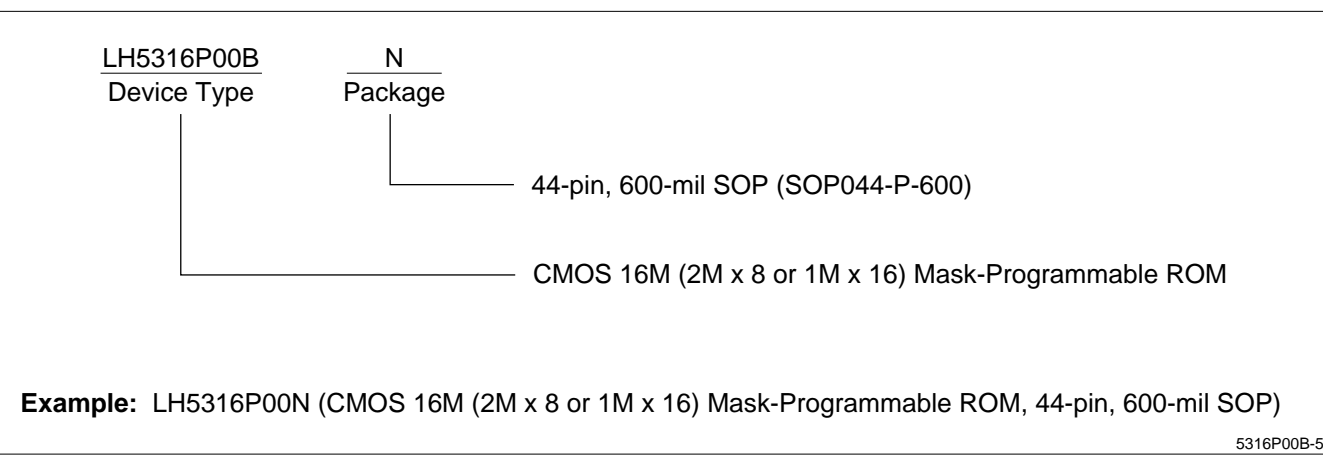 LH5316P00B N
Device Type Package
44-pin, 600-mil SOP (SOP044-P-600)
CMOS 16M (2M x 8 or 1M x 16) Mask-Programmable ROM
Example: LH5316P00N (CMOS 16M (2M x 8 or 1M x 16) Mask-Programmable ROM, 44-pin, 600-mil SOP)
5316P00B-5